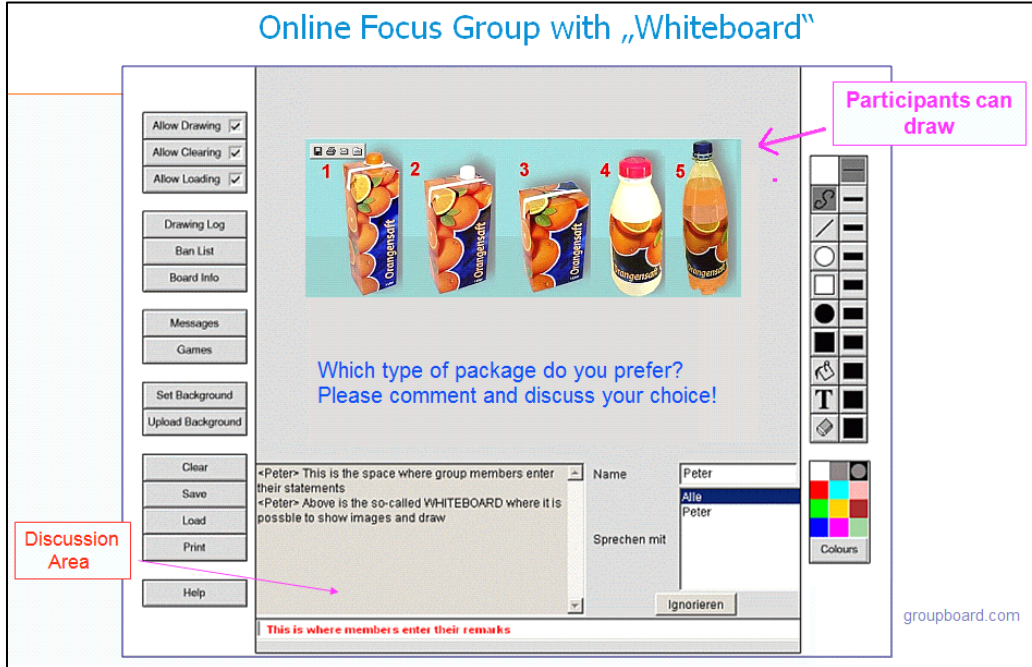 Online Focus Group with „Whiteboard“
Participants can
draw
Allow Drawing
Allow Clearing
Allow Loading
Drawing Log
Ban List
Board Info
Messages
Games
Set Background
Upload Background
Clear
Save
Load
Print
Help
1 2 3 4 5
Orangensaft
Orangensaft
Orangensaft
Orangensaft
Orangensaft
Which type of package do you prefer?
Please comment and discuss your choice!
<Peter> This is the space where group members enter
their statements
<Peter> Above is the so-called WHITEBOARD where it is
possble to show images and draw
Name
Peter
Alle
Peter
Sprechen mit
Ignorieren
This is where members enter their remarks
Discussion
Area
T
Colours
groupboard.com